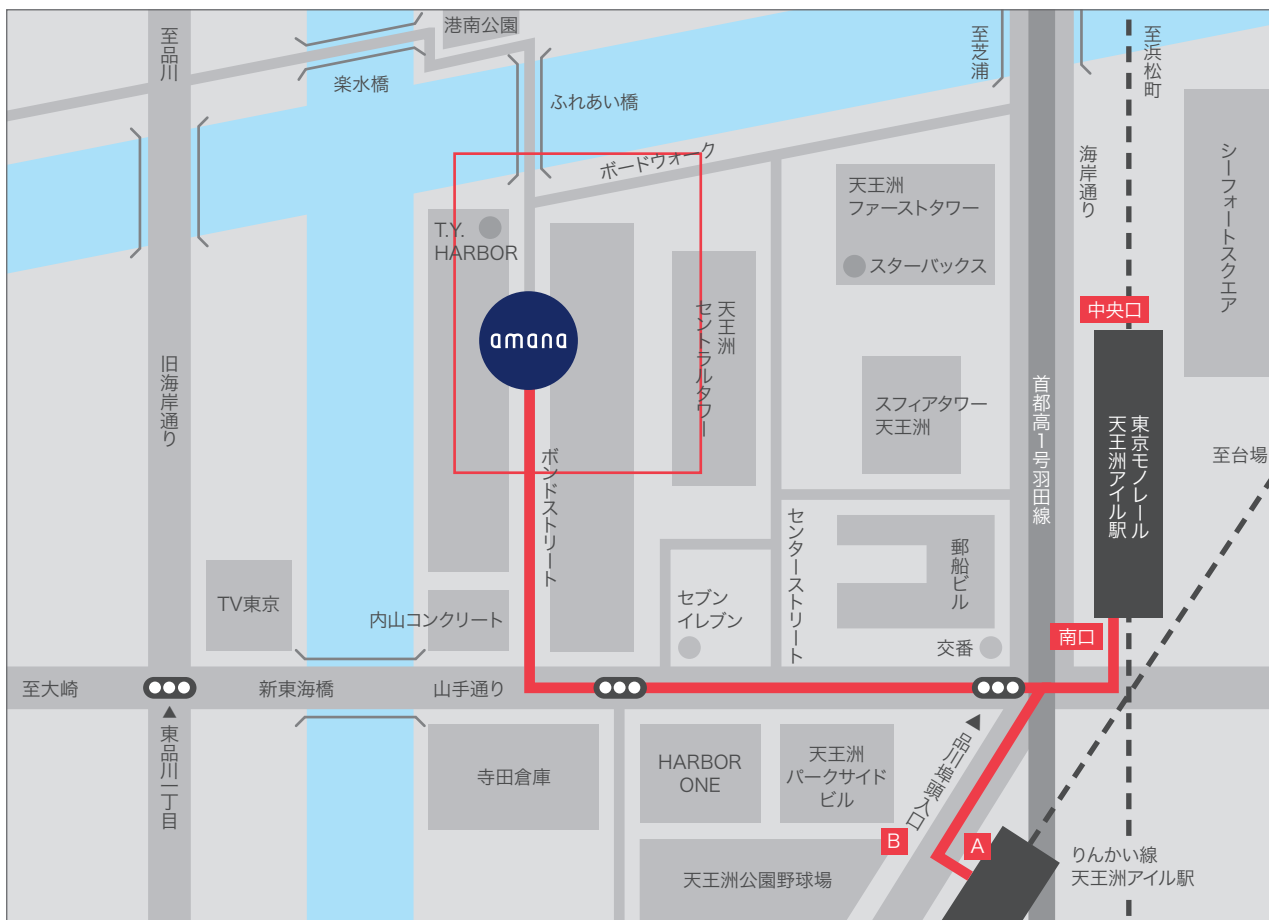 港南公園
至品川
楽水橋
ふれあい橋
至芝浦
至浜松町
ボードウォーク
海岸通り
シーフォートスクエア
天王洲
ファーストタワー
スターバックス
T.Y.
HARBOR
amana
天王洲
セントラルタワー
中央口
旧海岸通り
スフィアタワー
天王洲
首都高1号羽田線
東京モノレール
天王洲アイル駅
至台場
ボンドストリート
センターストリート
郵船ビル
TV東京
内山コンクリート
セブン
イレブン
交番
南口
至大崎
新東海橋
山手通り
▲東品川一丁目
寺田倉庫
HARBOR
ONE
天王洲
パークサイド
ビル
▲品川埠頭入口
B
A
天王洲公園野球場
りんかい線
天王洲アイル駅